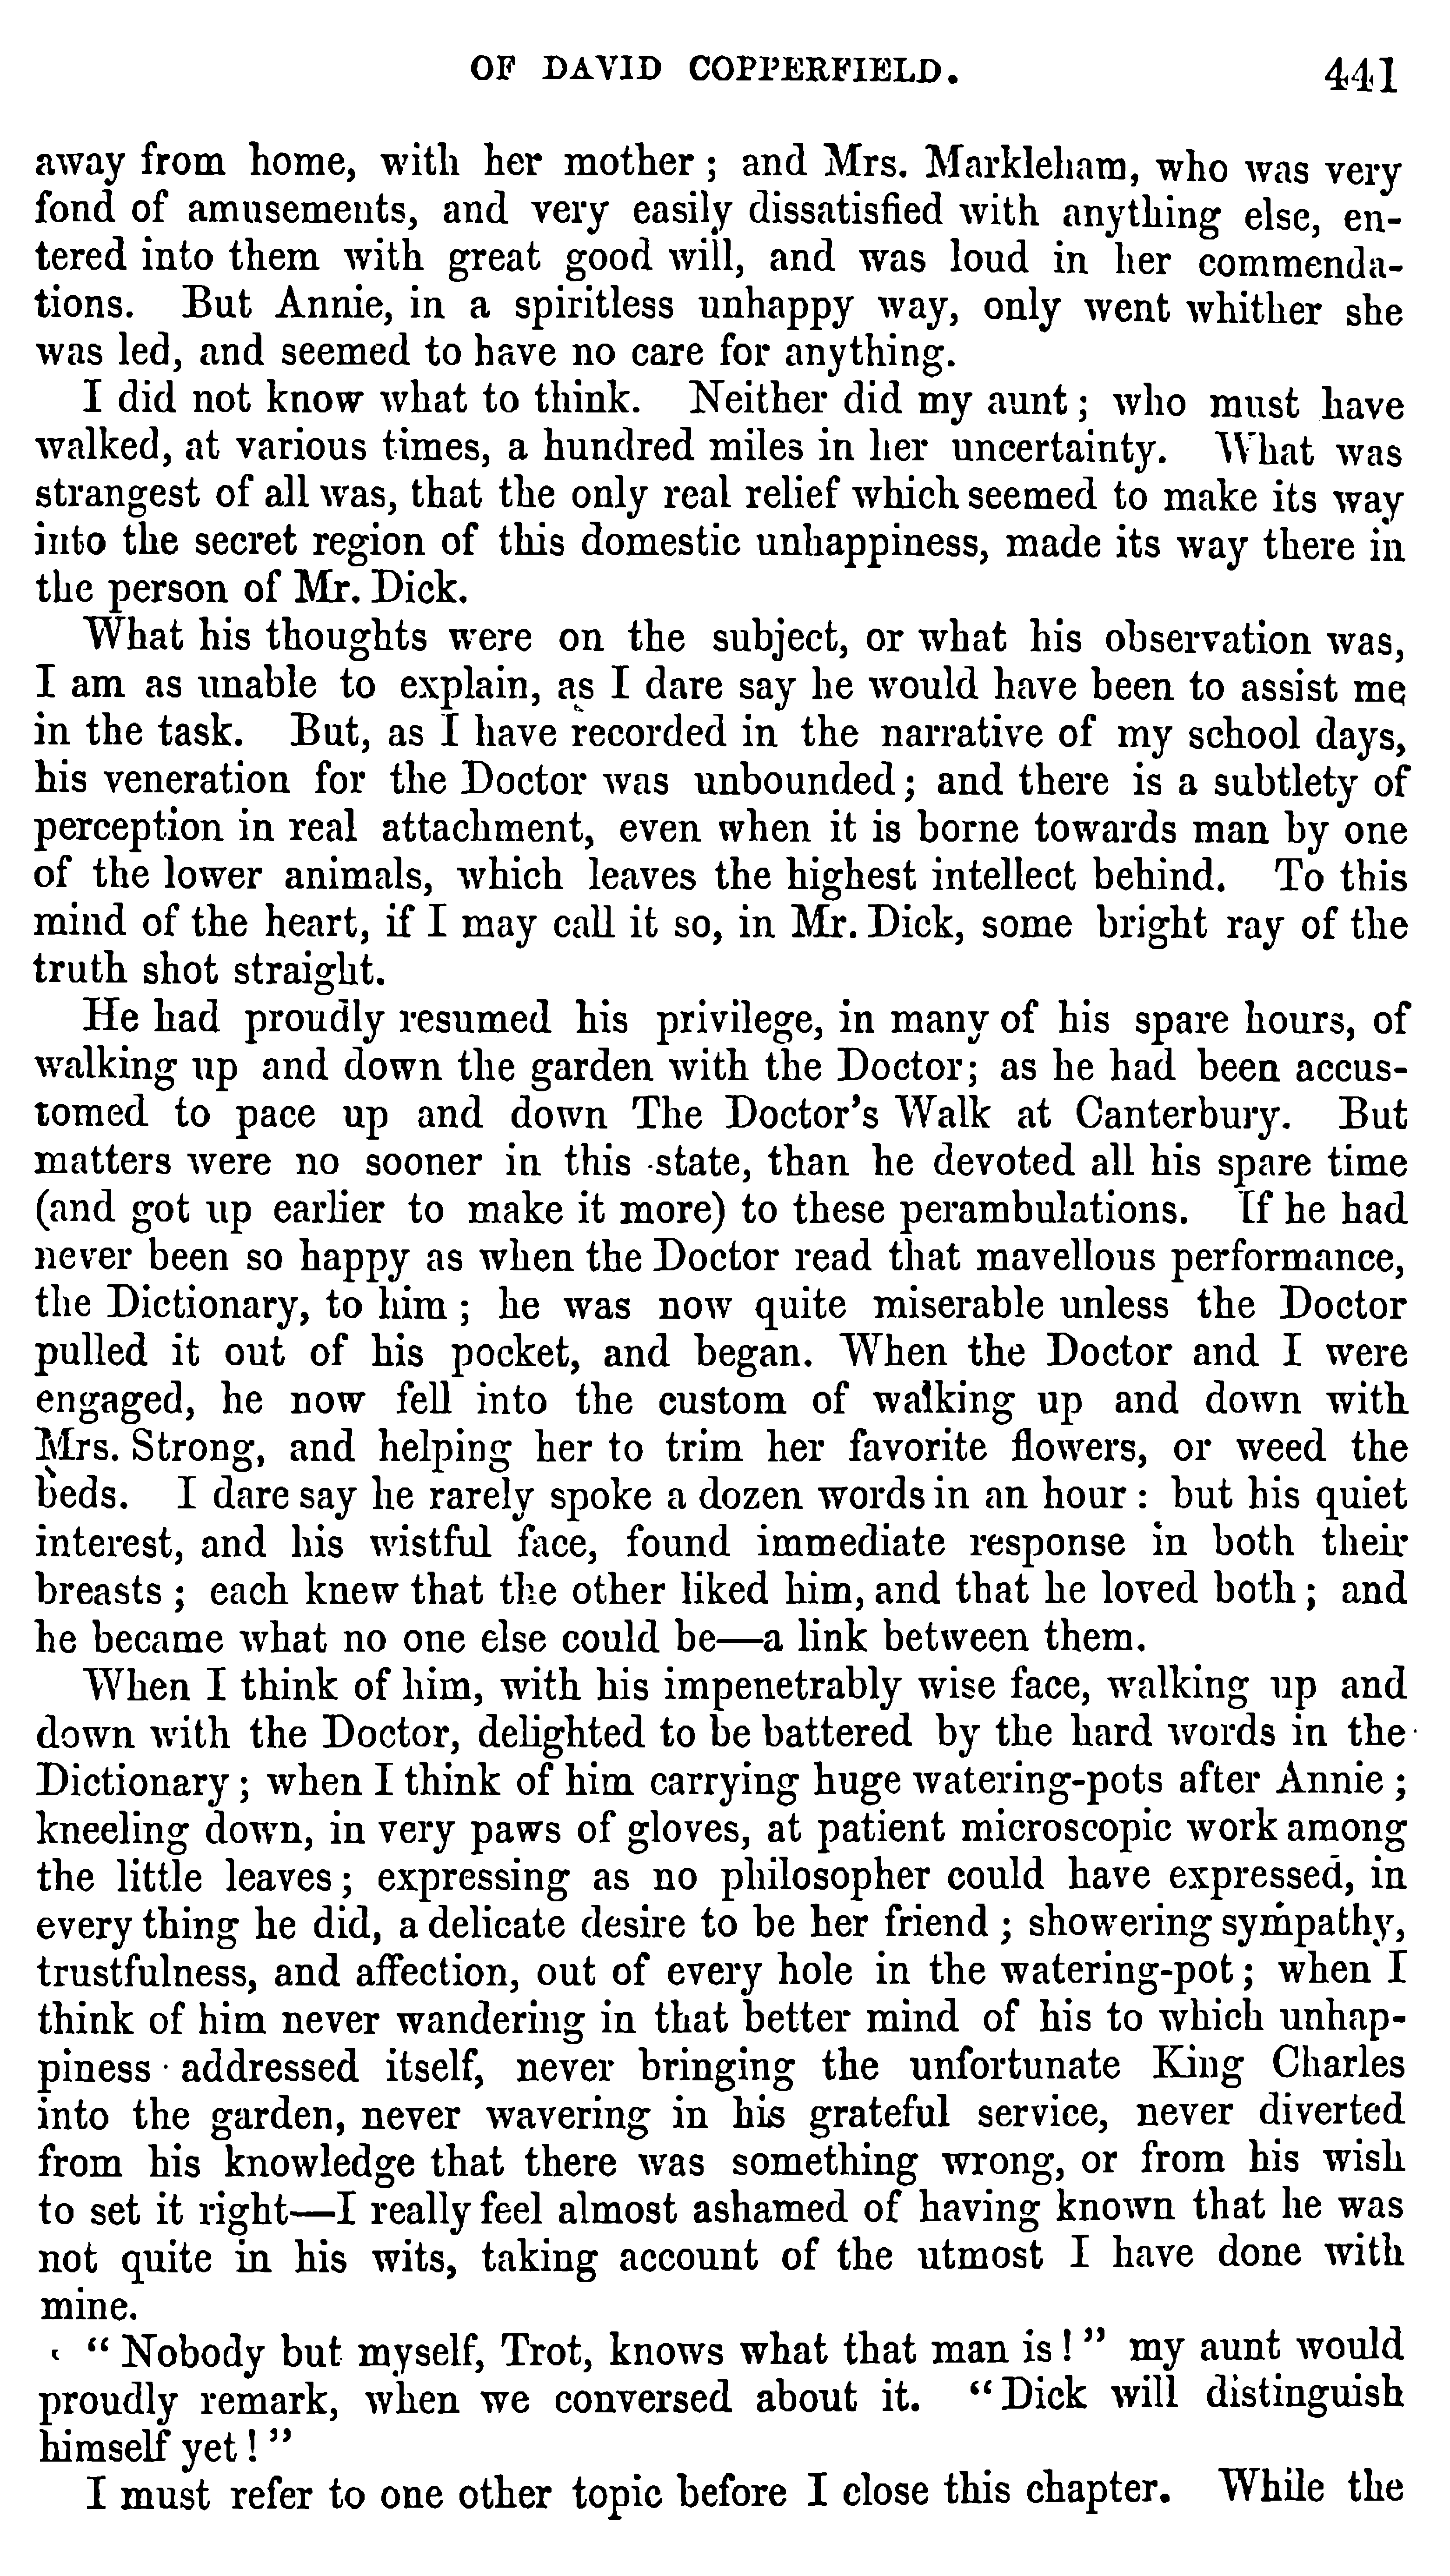 OF DAVID COPPERFIELD. 441
away from home, with her mother ; and Mrs. Markleham, who was very
fond of amusements, and very easily dissatisfied with anything else, en-
tered into them with great good will, and was loud in her commenda-
tions. But Annie, in a spiritless unhappy way, only went whither she
was led, and seemed to have no care for anything.
I did not know what to think. Neither did my aunt ; who must have
walked, at various times, a hundred miles in her uncertainty. What was
strangest of all was, that the only real relief which seemed to make its way
into the secret region of this domestic unhappiness, made its way there in
the person of Mr. Dick.
What his thoughts were on the subject, or what his observation was,
I am as unable to explain, as I dare say he would have been to assist me
in the task. But, as I have recorded in the narrative of my school days,
his veneration for the Doctor was unbounded ; and there is a subtlety of
perception in real attachment, even when it is borne towards man by one
of the lower animals, which leaves the highest intellect behind. To this
mind of the heart, if I may call it so, in Mr. Dick, some bright ray of the
truth shot straight.
He had proudly resumed his privilege, in many of his spare hours, of
walking up and down the garden with the Doctor; as he had been accus-
tomed to pace up and down The Doctor's Walk at Canterbury. But
matters were no sooner in this state, than he devoted all his spare time
(and got up earlier to make it more) to these perambulations. If he had
never been so happy as when the Doctor read that mavellous performance,
the Dictionary, to him ; he was now quite miserable unless the Doctor
pulled it out of his pocket, and began. When the Doctor and I were
engaged, he now fell into the custom of walking up and down with
Mrs. Strong, and helping her to trim her favorite flowers, or weed the
beds. I dare say he rarely spoke a dozen words in an hour : but his quiet
interest, and his wistful face, found immediate response in both their
breasts ; each knew that the other liked him, and that he loved both ; and
he became what no one else could be—a link between them.
When I think of him, with his impenetrably wise face, walking up and
down with the Doctor, delighted to be battered by the hard words in the
Dictionary ; when I think of him carrying huge watering-pots after Annie ;
kneeling down, in very paws of gloves, at patient microscopic work among
the little leaves ; expressing as no philosopher could have expressed, in
every thing he did, a delicate desire to be her friend ; showering sympathy,
trustfulness, and affection, out of every hole in the watering-pot ; when I
think of him never wandering in that better mind of his to which unhap-
piness addressed itself, never bringing the unfortunate King Charles
into the garden, never wavering in his grateful service, never diverted
from his knowledge that there was something wrong, or from his wish
to set it right—I really feel almost ashamed of having known that he was
not quite in his wits, taking account of the utmost I have done with
mine.
" Nobody but myself, Trot, knows what that man is ! " my aunt would
proudly remark, when we conversed about it. " Dick will distinguish
himself yet ! "
I must refer to one other topic before I close this chapter. While the